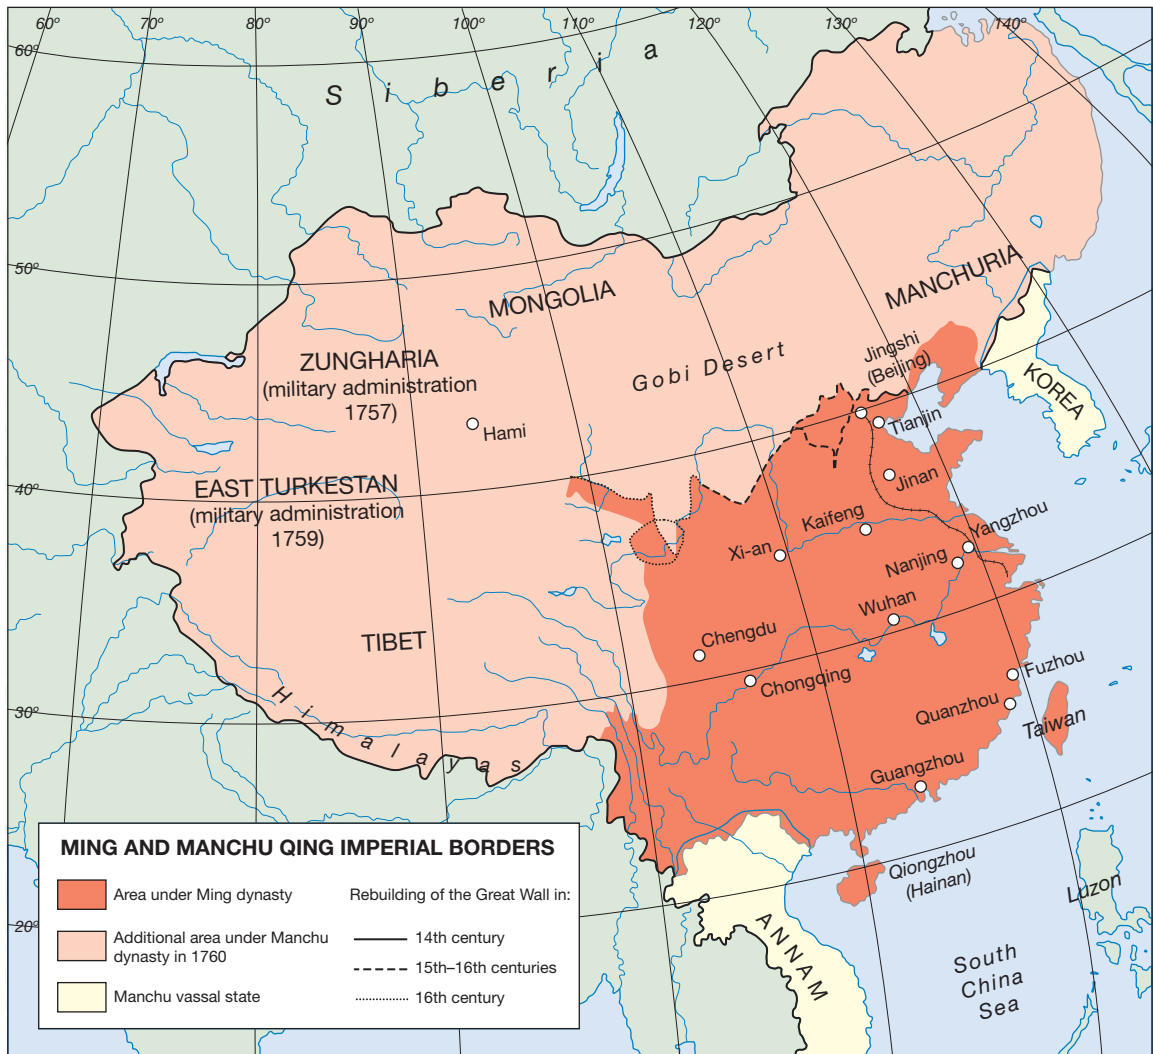 60° 70° 80° 90° 100° 110° 120° 130° 140°
60°
50°
40°
30°
20°
Siberia
MONGOLIA
MANCHURIA
ZUNGHARIA
(military administration
1757)
Gobi Desert
Jingshi
(Beijing)
KOREA
Hami
Tianjin
EAST TURKESTAN
(military administration
1759)
Jinan
Kaifeng
Yangzhou
Xi-an
Nanjing
Wuhan
TIBET
Chengdu
Chongqing
Fuzhou
Quanzhou
Taiwan
Himalayas
Guangzhou
Qiongzhou
(Hainan)
Luzon
ANNAM
South
China
Sea
MING AND MANCHU QING IMPERIAL BORDERS
Area under Ming dynasty
Additional area under Manchu
dynasty in 1760
Manchu vassal state
Rebuilding of the Great Wall in:
14th century
15th–16th centuries
16th century